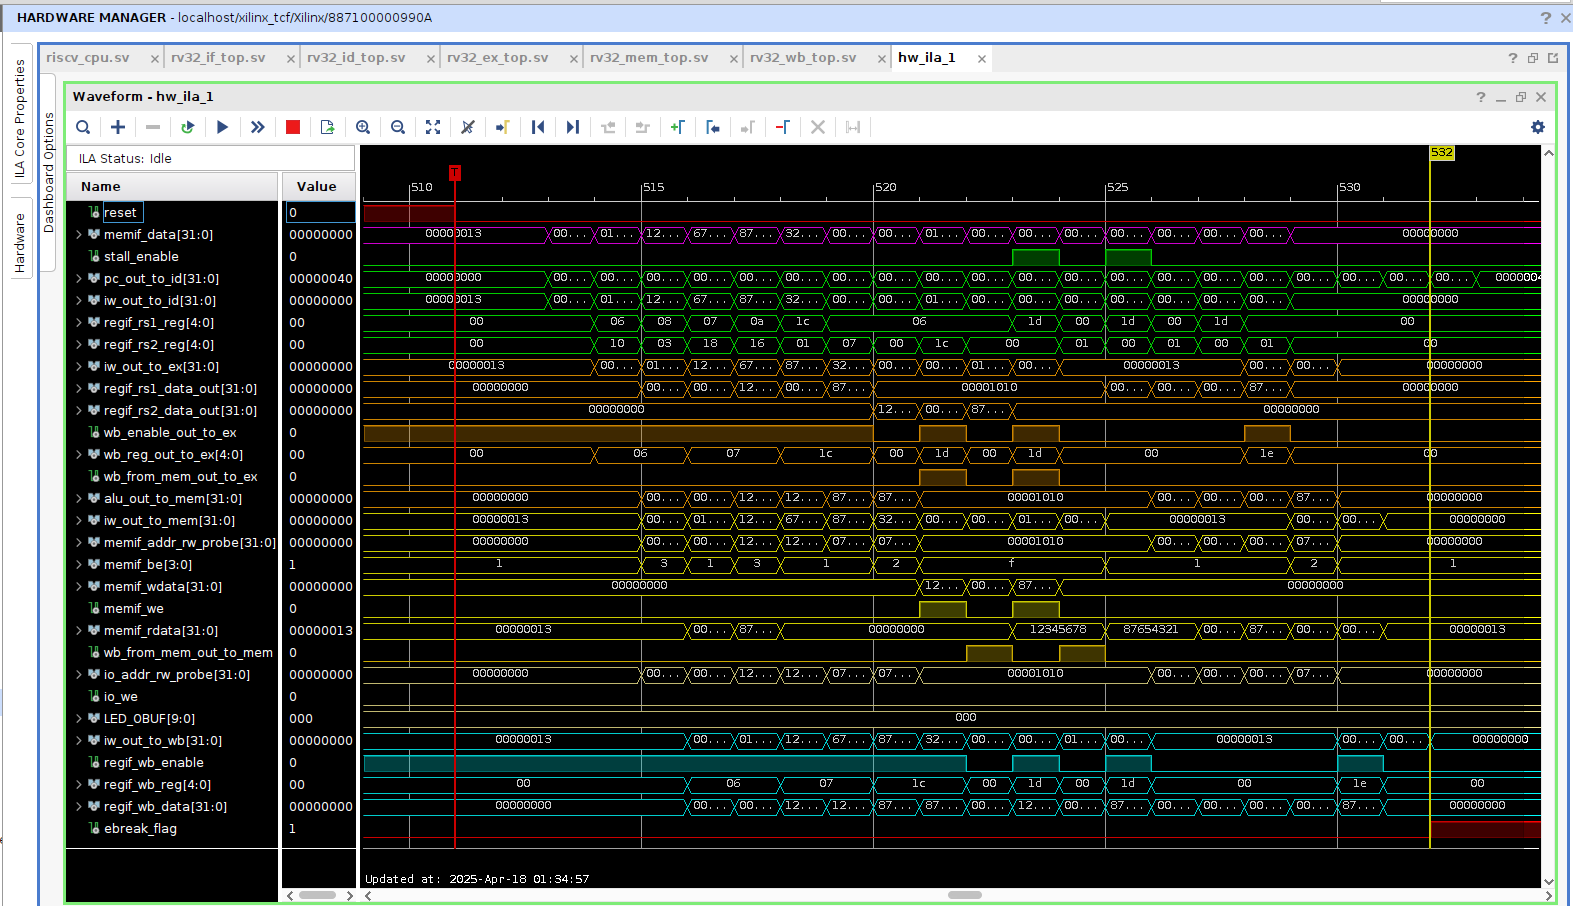 HARDWARE MANAGER - localhost/xilinx_tcf/Xilinx/887100000990A
ILA Core Properties
Hardware
Dashboard Options
riscv_cpu.sv × rv32_if_top.sv × rv32_id_top.sv × rv32_ex_top.sv × rv32_mem_top.sv × rv32_wb_top.sv × hw_ila_1 ×
Waveform - hw_ila_1
ILA Status: Idle
Name Value
532
T
510 515 520 525 530
reset 0
memif_data[31:0] 00000000 00000013 00... 01... 12... 67... 87... 32... 00... 00... 01... 00... 00... 00... 00... 00... 00... 00... 00000000
stall_enable 0
pc_out_to_id[31:0] 00000040 00000000 00... 00... 00... 00... 00... 00... 00... 00... 00... 00... 00... 00... 00... 00... 00... 00... 00... 00... 00... 00... 0000004
iw_out_to_id[31:0] 00000000 00000013 00... 01... 12... 67... 87... 32... 00... 00... 01... 00... 00... 00... 00... 00... 00... 00... 00000000
regif_rs1_reg[4:0] 00 00 06 08 07 0a 1c 06 1d 00 1d 00 1d 00
regif_rs2_reg[4:0] 00 00 10 03 18 16 01 07 00 1c 00 01 00 01 00 01 00
iw_out_to_ex[31:0] 00000000 00000013 00... 01... 12... 67... 87... 32... 00... 00... 01... 00... 00000013 00... 00... 00000000
regif_rs1_data_out[31:0] 00000000 00000000 00... 00... 12... 00... 87... 00001010 00... 00... 00... 87... 00000000
regif_rs2_data_out[31:0] 00000000 00000000 12... 00... 87... 00000000
wb_enable_out_to_ex 0
wb_reg_out_to_ex[4:0] 00 00 06 07 1c 00 1d 00 1d 00 1e 00
wb_from_mem_out_to_ex 0
alu_out_to_mem[31:0] 00000000 00000000 00... 00... 12... 12... 87... 87... 00001010 00... 00... 00... 87... 00000000
iw_out_to_mem[31:0] 00000000 00000013 00... 01... 12... 67... 87... 32... 00... 00... 01... 00... 00000013 00... 00... 00000000
memif_addr_rw_probe[31:0] 00000000 00000000 00... 00... 12... 12... 07... 07... 00001010 00... 00... 00... 07... 00000000
memif_be[3:0] 1 1 3 1 3 1 2 f 1 2 1
memif_wdata[31:0] 00000000 00000000 12... 00... 87... 00000000
memif_we 0
memif_rdata[31:0] 00000013 00000013 00... 87... 00000000 12345678 87654321 00... 87... 00... 00... 00000013
wb_from_mem_out_to_mem 0
io_addr_rw_probe[31:0] 00000000 00000000 00... 00... 12... 12... 07... 07... 00001010 00... 00... 00... 07... 00000000
io_we 0
LED_OBUF[9:0] 000 000
iw_out_to_wb[31:0] 00000000 00000013 00... 01... 12... 67... 87... 32... 00... 00... 01... 00... 00000013 00... 00... 00000000
regif_wb_enable 0
regif_wb_reg[4:0] 00 00 06 07 1c 00 1d 00 1d 00 1e 00
regif_wb_data[31:0] 00000000 00000000 00... 00... 12... 12... 87... 87... 00... 12... 00... 87... 00... 00... 00... 87... 00000000
ebreak_flag 1
Updated at: 2025-Apr-18 01:34:57